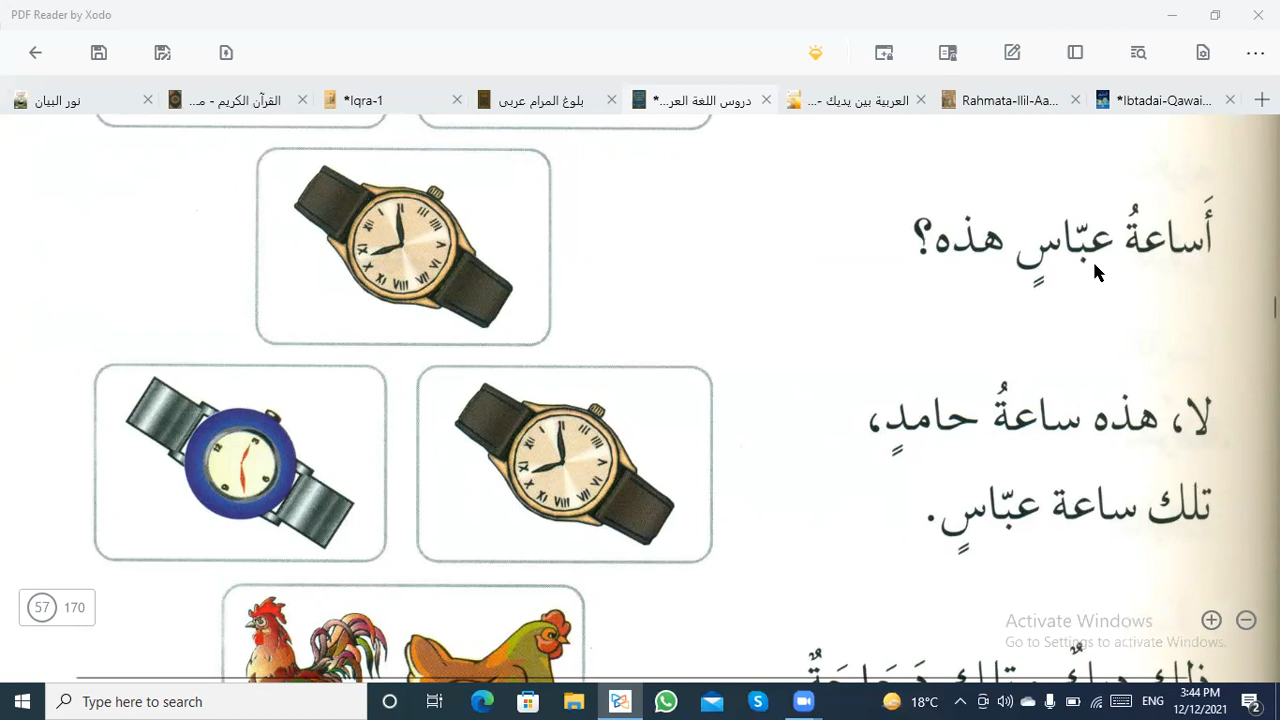 PDF Reader by Xodo
نور البيان
القرآن الكريم - مـ...
*Iqra-1
بلوغ المرام عربى
دروس اللغة العر...*
العربية بين يديك -...
Rahmata-Ilil-Aa...
*Ibtadai-Qawai...
أَساعةُ عبّاسٍ هذه؟
لا، هذه ساعةُ حامدٍ،
تلك ساعة عبّاسٍ.
57 170
Activate Windows
Go to Settings to activate Windows.
Type here to search
18°C
ENG
3:44 PM
12/12/2021
2